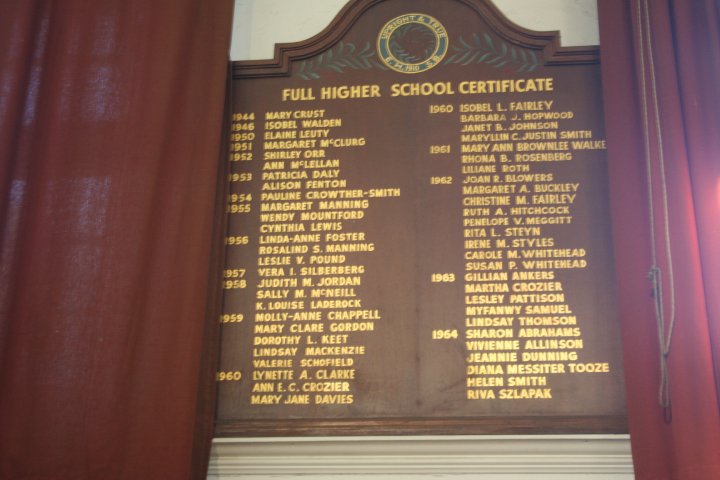 UPRIGHT & TRUE
E.M. 1910 S.B.
FULL HIGHER SCHOOL CERTIFICATE
1944 MARY CRUST
1946 ISOBEL WALDEN
1950 ELAINE LEUTY
1951 MARGARET McCLURG
1952 SHIRLEY ORR
ANN McLELLAN
1953 PATRICIA DALY
ALISON FENTON
1954 PAULINE CROWTHER-SMITH
1955 MARGARET MANNING
WENDY MOUNTFORD
CYNTHIA LEWIS
1956 LINDA-ANNE FOSTER
ROSALIND S. MANNING
LESLIE V. POUND
1957 VERA I. SILBERBERG
1958 JUDITH M. JORDAN
SALLY M. McNEILL
K. LOUISE LADEROCK
1959 MOLLY-ANNE CHAPPELL
MARY CLARE GORDON
DOROTHY L. KEET
LINDSAY MACKENZIE
VALERIE SCHOFIELD
1960 LYNETTE A. CLARKE
ANN E.C. CROZIER
MARY JANE DAVIES
1960 ISOBEL L. FAIRLEY
BARBARA J. HOPWOOD
JANET B. JOHNSON
MARYLLIN C. JUSTIN SMITH
1961 MARY ANN BROWNLEE WALKE
RHONA B. ROSENBERG
LILIANE ROTH
1962 JOAN R. BLOWERS
MARGARET A. BUCKLEY
CHRISTINE M. FAIRLEY
RUTH A. HITCHCOCK
PENELOPE V. MEGGITT
RITA L. STEYN
IRENE M. STYLES
CAROLE M. WHITEHEAD
SUSAN P. WHITEHEAD
1963 GILLIAN ANKERS
MARTHA CROZIER
LESLEY PATTISON
MYFANWY SAMUEL
LINDSAY THOMSON
1964 SHARON ABRAHAMS
VIVIENNE ALLINSON
JEANNIE DUNNING
DIANA MESSITER TOOZE
HELEN SMITH
RIVA SZLAPAK